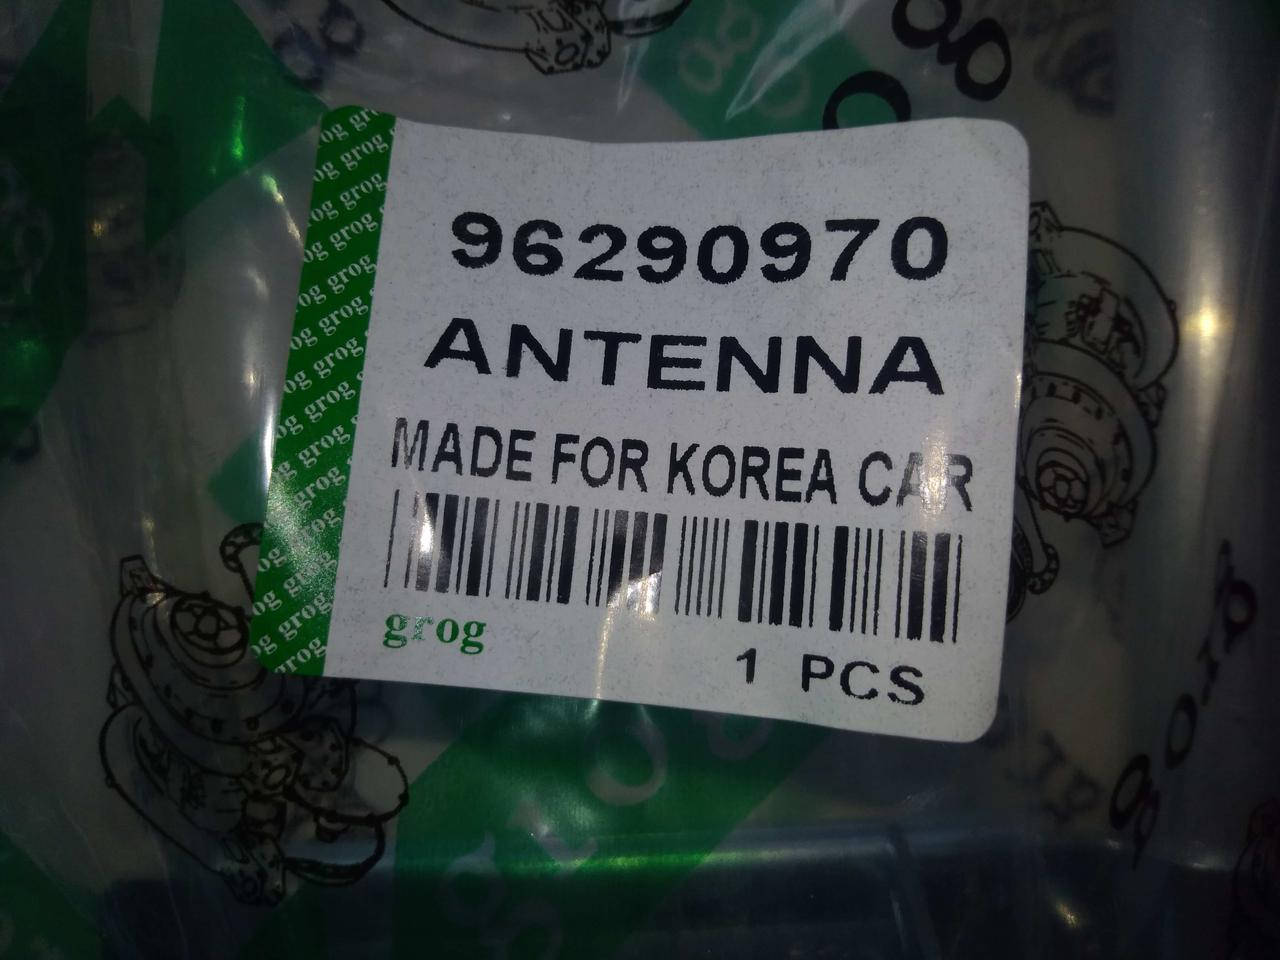 96290970
ANTENNA
MADE FOR KOREA CAR
grog
1 PCS